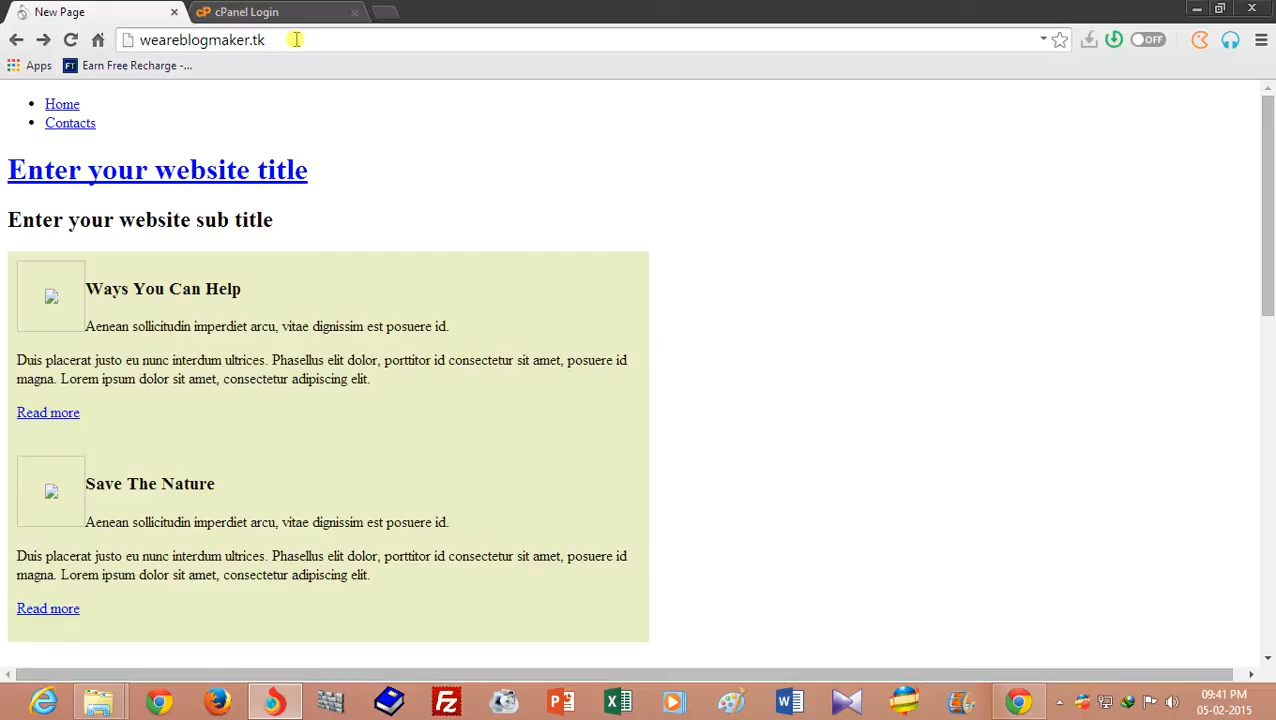 New Page
cPanel Login
weareblogmaker.tk
OFF
Apps
Earn Free Recharge -...
Home
Contacts
Enter your website title
Enter your website sub title
Ways You Can Help
Aenean sollicitudin imperdiet arcu, vitae dignissim est posuere id.
Duis placerat justo eu nunc interdum ultrices. Phasellus elit dolor, porttitor id consectetur sit amet, posuere id
magna. Lorem ipsum dolor sit amet, consectetur adipiscing elit.
Read more
Save The Nature
Aenean sollicitudin imperdiet arcu, vitae dignissim est posuere id.
Duis placerat justo eu nunc interdum ultrices. Phasellus elit dolor, porttitor id consectetur sit amet, posuere id
magna. Lorem ipsum dolor sit amet, consectetur adipiscing elit.
Read more
09:41 PM
05-02-2015